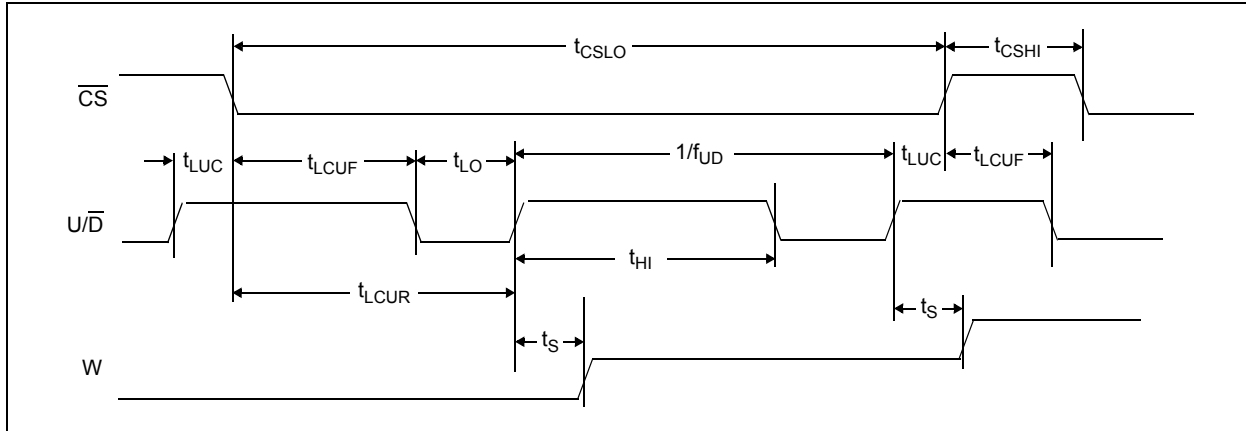 tCSLO
tCSHI
CS
tLUC
tLCUF
tLO
1/fUD
tLUC
tLCUF
U/D
tHI
tLCUR
tS
tS
W